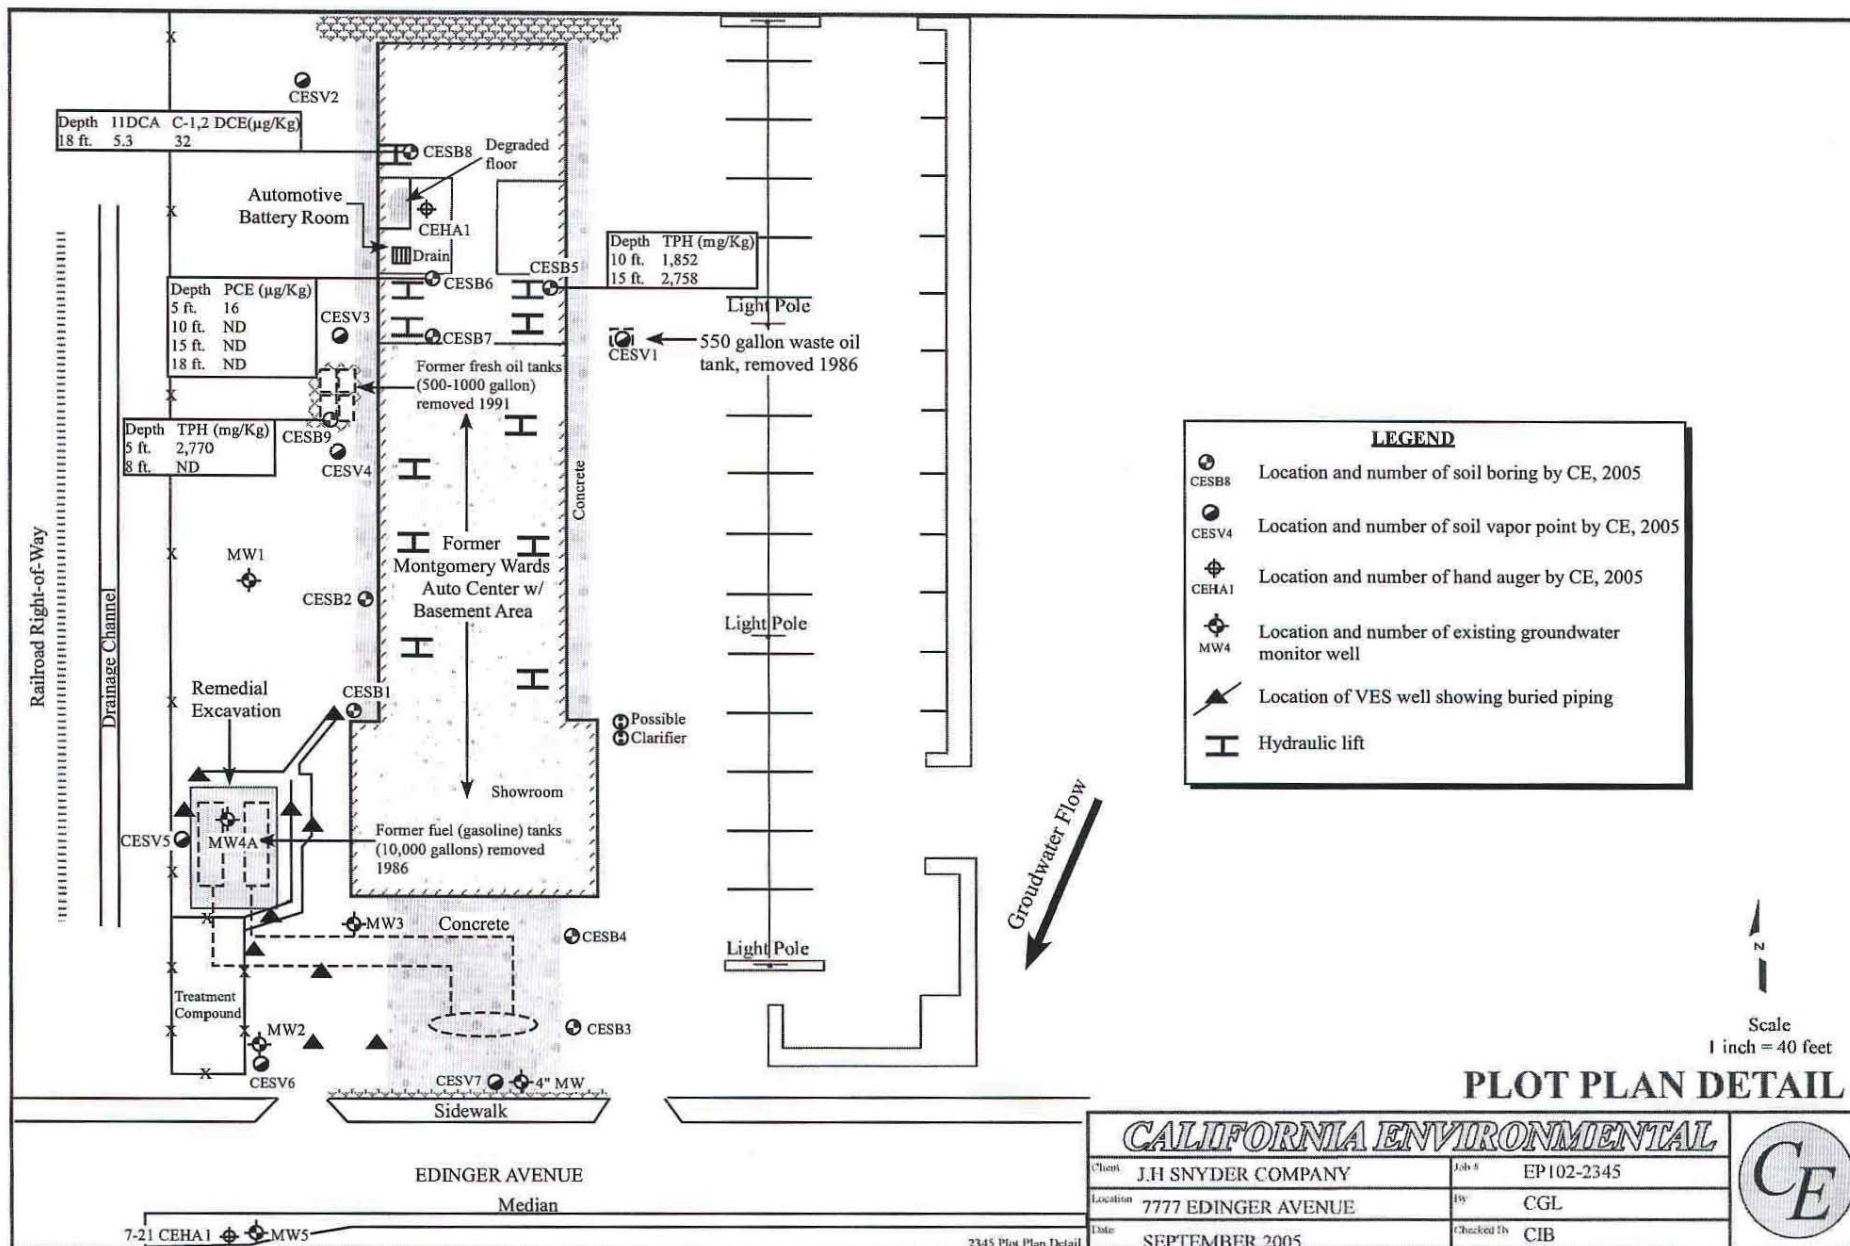 CESV2
Depth 11DCA C-1,2 DCE(µg/Kg)
18 ft. 5.3 32
CESB8
Degraded
floor
Automotive
Battery Room
CEHA1
Drain
Depth TPH (mg/Kg)
10 ft. 1,852
15 ft. 2,758
CESB5
CESB6
Depth PCE (µg/Kg)
5 ft. 16
10 ft. ND
15 ft. ND
18 ft. ND
CESV3
CESB7
Light Pole
CESV1
550 gallon waste oil
tank, removed 1986
Former fresh oil tanks
(500-1000 gallon)
removed 1991
Depth TPH (mg/Kg)
5 ft. 2,770
8 ft. ND
CESB9
CESV4
Concrete
Railroad Right-of-Way
Drainage Channel
MW1
Former
Montgomery Wards
Auto Center w/
Basement Area
CESB2
Light Pole
Remedial
Excavation
CESB1
Possible
Clarifier
Showroom
CESV5
MW4A
Former fuel (gasoline) tanks
(10,000 gallons) removed
1986
MW3
Concrete
CESB4
Light Pole
Groudwater Flow
Treatment
Compound
MW2
CESB3
CESV6
CESV7
4" MW
Sidewalk
EDINGER AVENUE
Median
7-21 CEHA1
MW5
2345 Plot Plan Detail
LEGEND
CESB8 Location and number of soil boring by CE, 2005
CESV4 Location and number of soil vapor point by CE, 2005
CEHA1 Location and number of hand auger by CE, 2005
MW4 Location and number of existing groundwater
monitor well
Location of VES well showing buried piping
Hydraulic lift
N
Scale
1 inch = 40 feet
PLOT PLAN DETAIL
CALIFORNIA ENVIRONMENTAL
Client J.H SNYDER COMPANY
Job # EP102-2345
Location 7777 EDINGER AVENUE
By CGL
Date SEPTEMBER 2005
Checked By CIB
CE